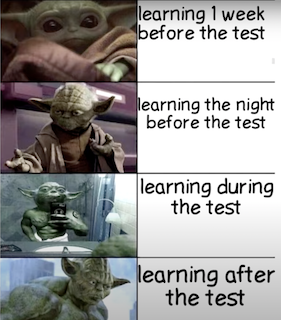 learning 1 week
before the test
learning the night
before the test
learning during
the test
learning after
the test